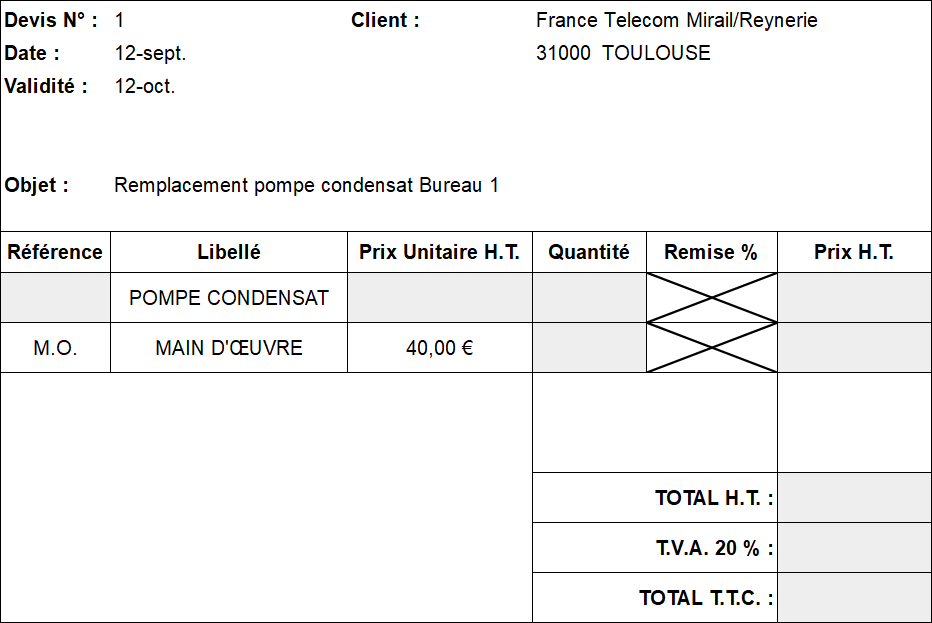 Devis N° : 1 Client : France Telecom Mirail/Reynerie
Date : 12-sept. 31000 TOULOUSE
Validité : 12-oct.
Objet : Remplacement pompe condensat Bureau 1
Référence Libellé Prix Unitaire H.T. Quantité Remise % Prix H.T.
POMPE CONDENSAT
M.O. MAIN D'ŒUVRE 40,00 €
TOTAL H.T. :
T.V.A. 20 % :
TOTAL T.T.C. :